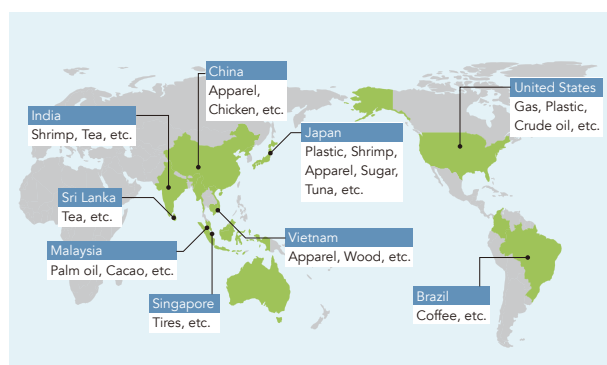 China
Apparel,
Chicken, etc.
United States
Gas, Plastic,
Crude oil, etc.
India
Shrimp, Tea, etc.
Japan
Plastic, Shrimp,
Apparel, Sugar,
Tuna, etc.
Sri Lanka
Tea, etc.
Malaysia
Palm oil, Cacao, etc.
Vietnam
Apparel, Wood, etc.
Singapore
Tires, etc.
Brazil
Coffee, etc.